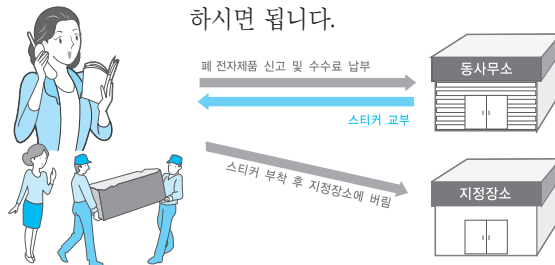 하시면 됩니다.
폐 전자제품 신고 및 수수료 납부
동사무소
스티커 교부
스티커 부착 후 지정장소에 버림
지정장소